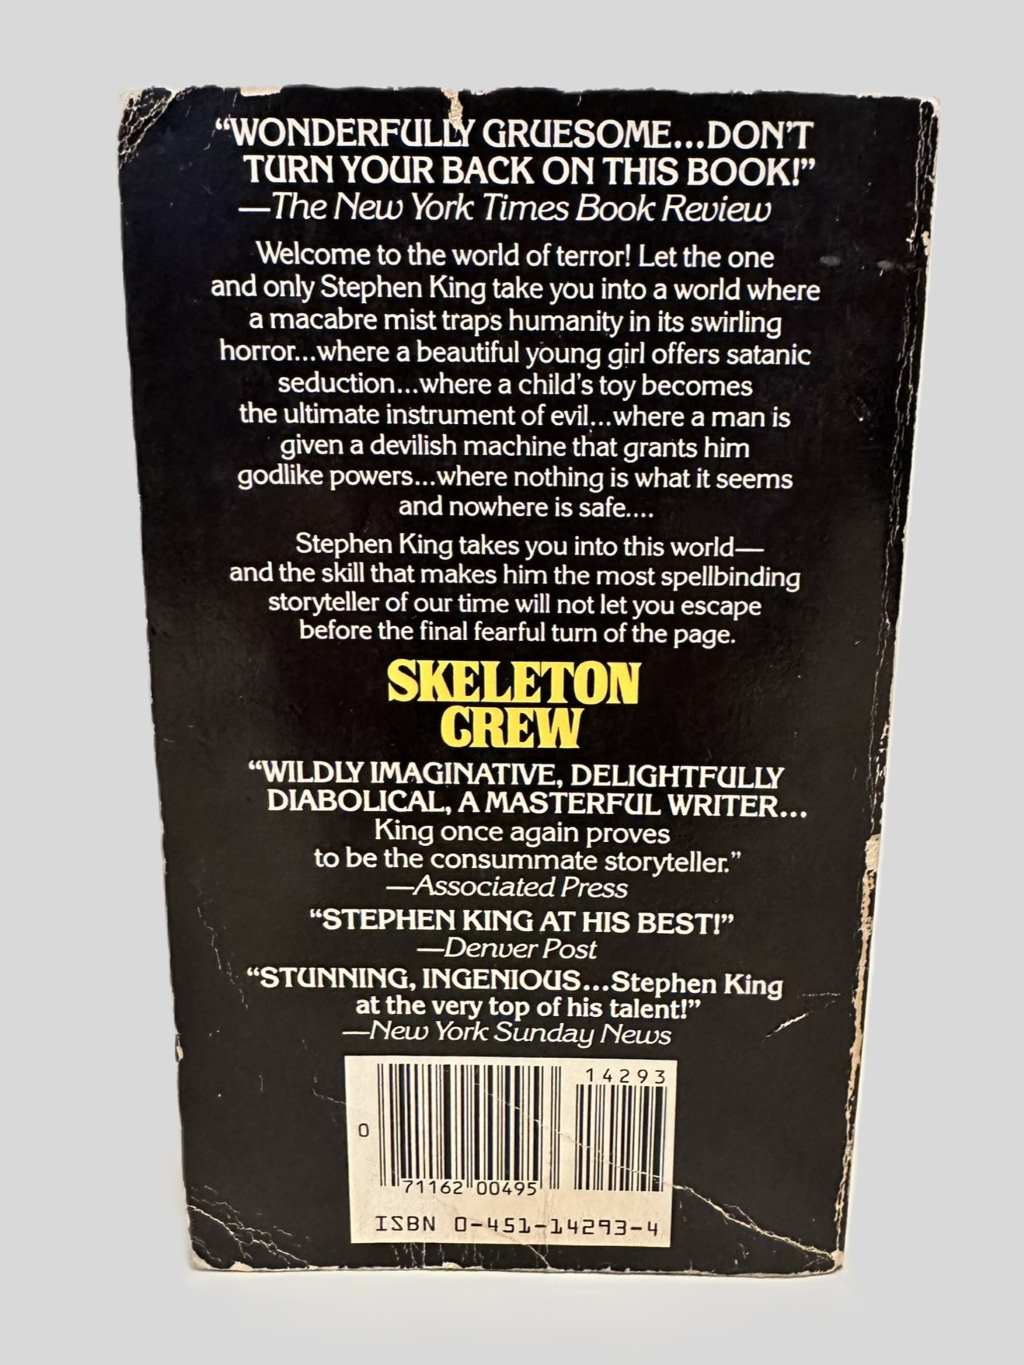 “WONDERFULLY GRUESOME...DON'T
TURN YOUR BACK ON THIS BOOK!”
—The New York Times Book Review
Welcome to the world of terror! Let the one
and only Stephen King take you into a world where
a macabre mist traps humanity in its swirling
horror...where a beautiful young girl offers satanic
seduction...where a child's toy becomes
the ultimate instrument of evil...where a man is
given a devilish machine that grants him
godlike powers...where nothing is what it seems
and nowhere is safe....
Stephen King takes you into this world—
and the skill that makes him the most spellbinding
storyteller of our time will not let you escape
before the final fearful turn of the page.
SKELETON
CREW
“WILDLY IMAGINATIVE, DELIGHTFULLY
DIABOLICAL, A MASTERFUL WRITER...
King once again proves
to be the consummate storyteller.”
—Associated Press
“STEPHEN KING AT HIS BEST!”
—Denver Post
“STUNNING, INGENIOUS...Stephen King
at the very top of his talent!”
—New York Sunday News
14293
0
71162 00495
ISBN 0-451-14293-4